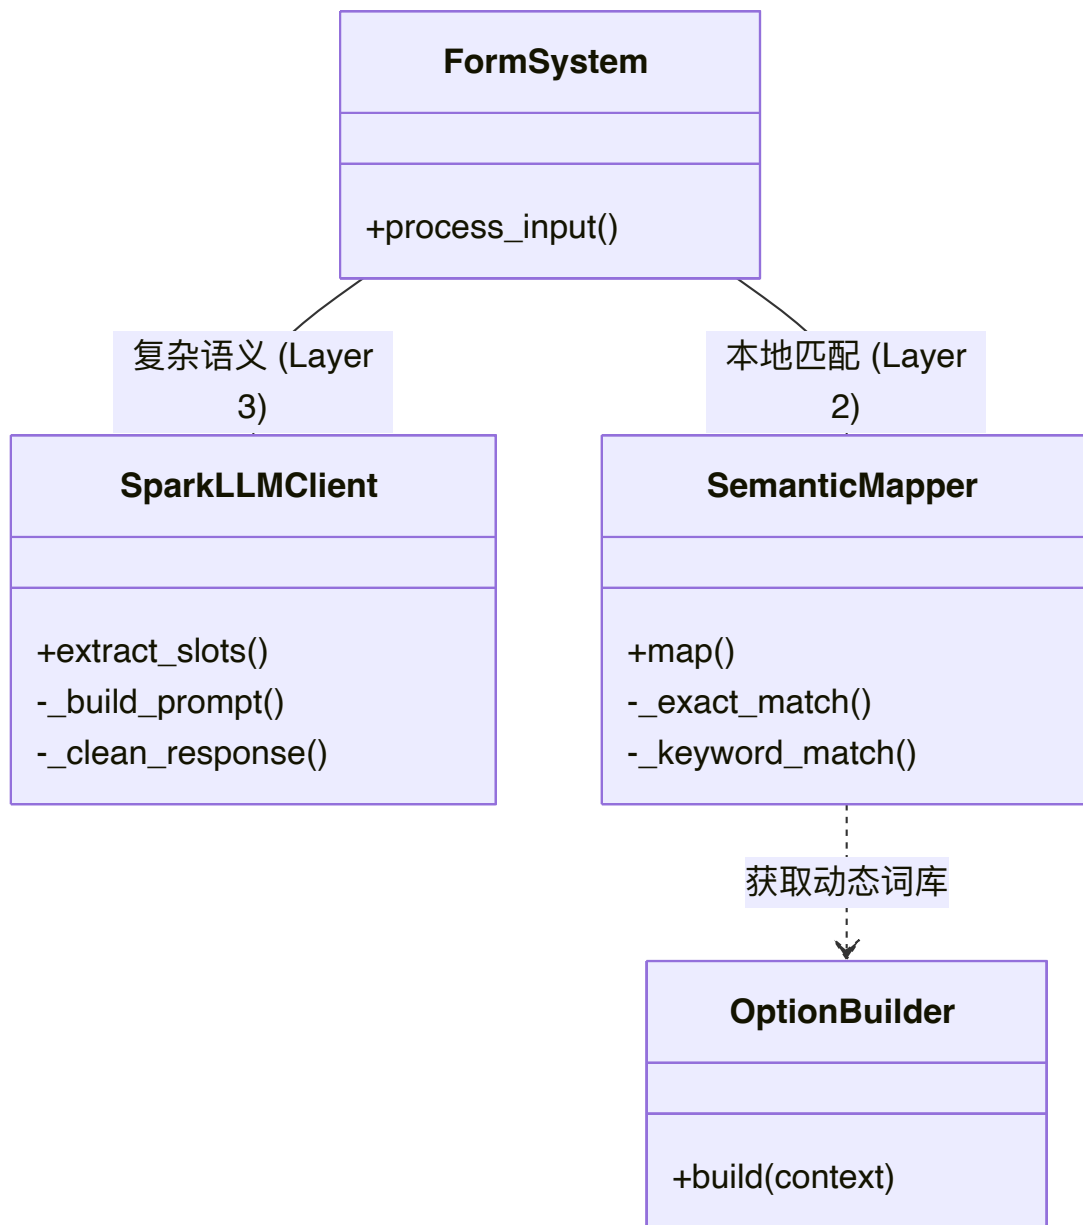 FormSystem
+process_input()
复杂语义 (Layer
3)
本地匹配 (Layer
2)
SparkLLMClient
+extract_slots()
-_build_prompt()
-_clean_response()
SemanticMapper
+map()
-_exact_match()
-_keyword_match()
获取动态词库
OptionBuilder
+build(context)